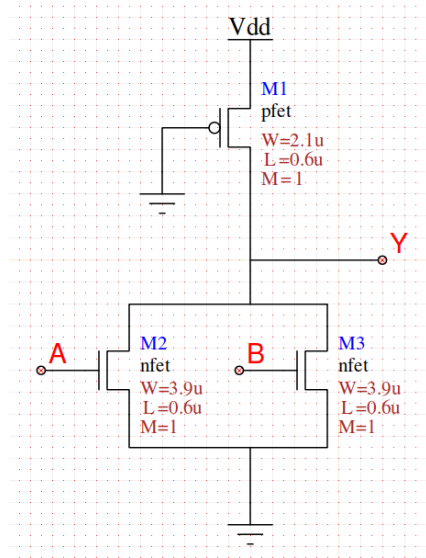 Vdd
M1
pfet
W=2.1u
L=0.6u
M=1
Y
A
M2
nfet
W=3.9u
L=0.6u
M=1
B
M3
nfet
W=3.9u
L=0.6u
M=1